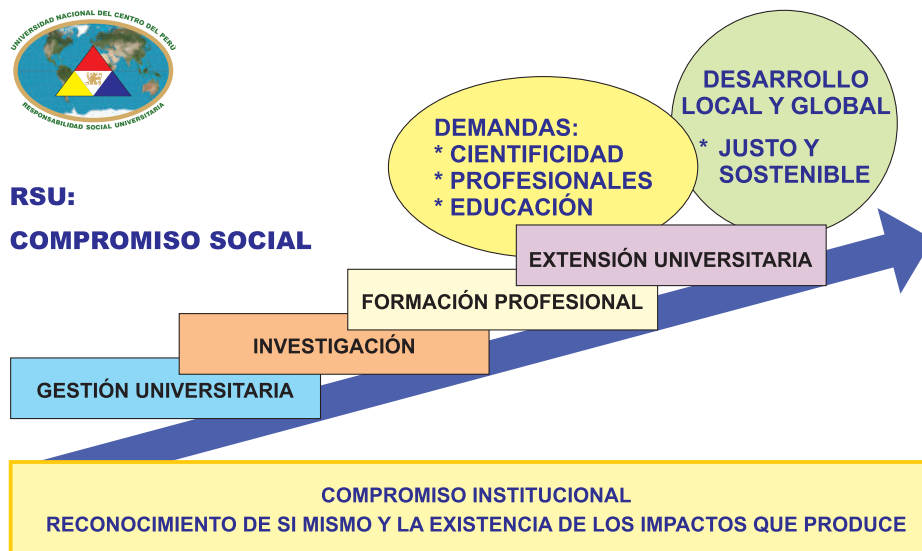 UNIVERSIDAD NACIONAL DEL CENTRO DEL PERÚ
RESPONSABILIDAD SOCIAL UNIVERSITARIA
RSU:
COMPROMISO SOCIAL
DEMANDAS:
* CIENTIFICIDAD
* PROFESIONALES
* EDUCACIÓN
DESARROLLO
LOCAL Y GLOBAL
* JUSTO Y
SOSTENIBLE
EXTENSIÓN UNIVERSITARIA
FORMACIÓN PROFESIONAL
INVESTIGACIÓN
GESTIÓN UNIVERSITARIA
COMPROMISO INSTITUCIONAL
RECONOCIMIENTO DE SI MISMO Y LA EXISTENCIA DE LOS IMPACTOS QUE PRODUCE